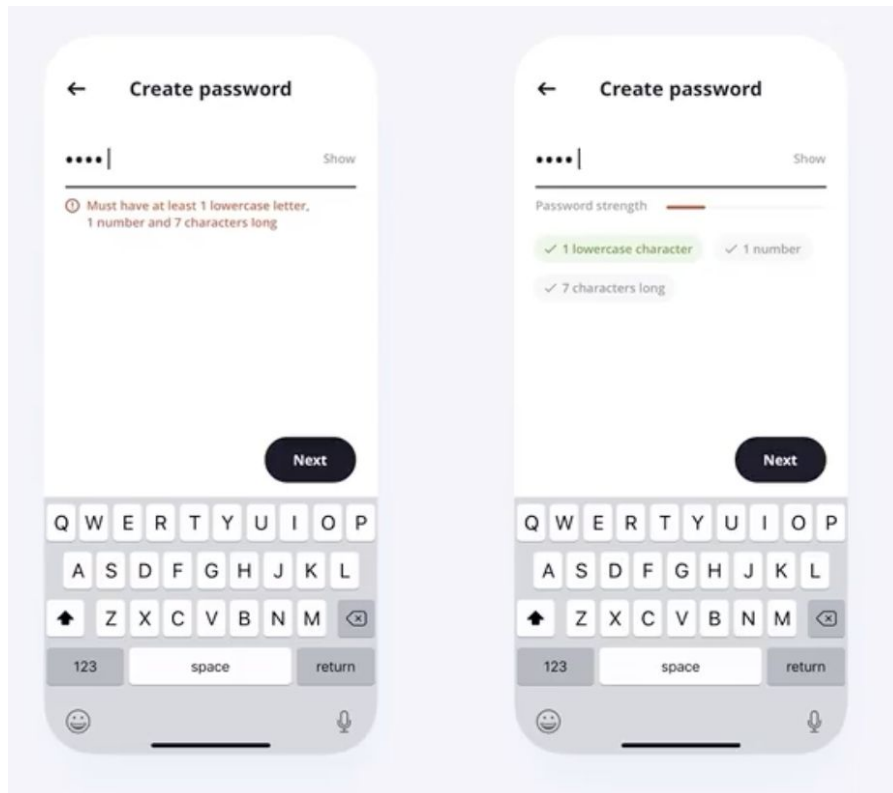 Create password
•••• Show
Must have at least 1 lowercase letter,
1 number and 7 characters long
Next
Q W E R T Y U I O P
A S D F G H J K L
Z X C V B N M
123 space return
Create password
•••• Show
Password strength
1 lowercase character 1 number
7 characters long
Next
Q W E R T Y U I O P
A S D F G H J K L
Z X C V B N M
123 space return